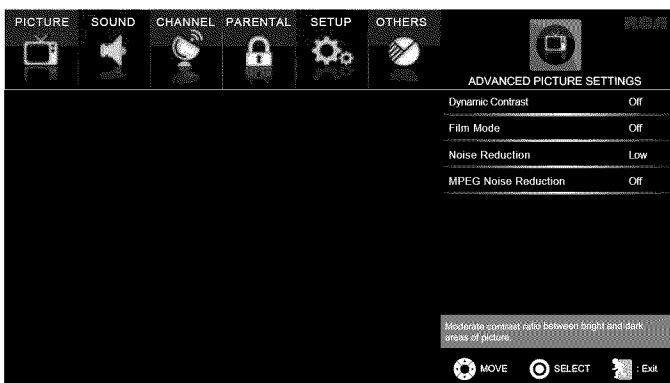 PICTURE SOUND CHANNEL PARENTAL SETUP OTHERS
RCA
ADVANCED PICTURE SETTINGS
Dynamic Contrast Off
Film Mode Off
Noise Reduction Low
MPEG Noise Reduction Off
Moderate contrast ratio between bright and dark
areas of picture.
MOVE SELECT : Exit